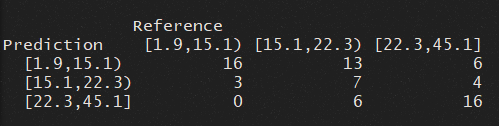 Reference
Prediction [1.9,15.1) [15.1,22.3) [22.3,45.1]
[1.9,15.1) 16 13 6
[15.1,22.3) 3 7 4
[22.3,45.1] 0 6 16